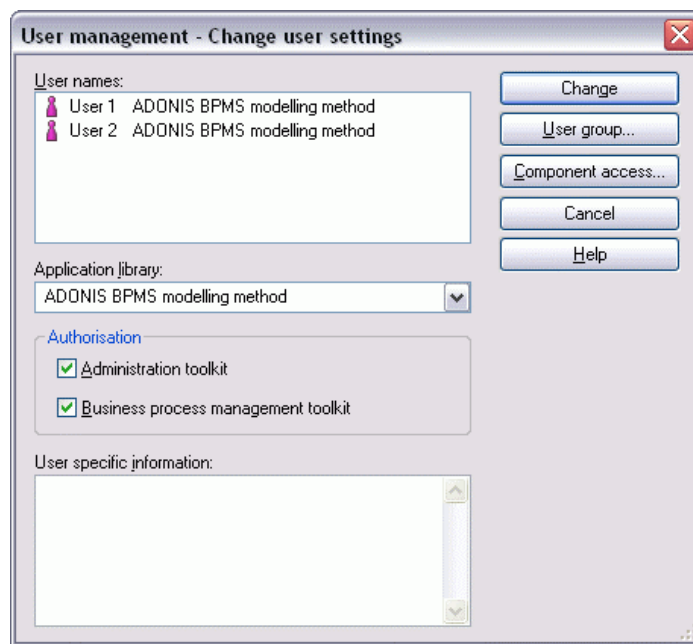 User management - Change user settings
User names:
User 1 ADONIS BPMS modelling method
User 2 ADONIS BPMS modelling method
Change
User group...
Component access...
Cancel
Help
Application library:
ADONIS BPMS modelling method
Authorisation
Administration toolkit
Business process management toolkit
User specific information: